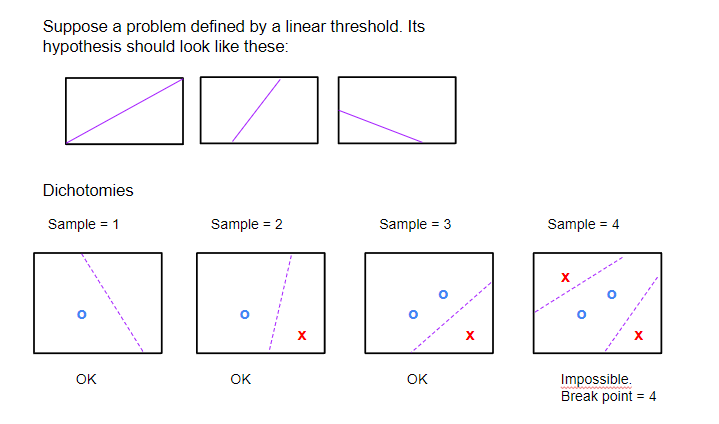 Suppose a problem defined by a linear threshold. Its
hypothesis should look like these:
Dichotomies
Sample = 1
Sample = 2
Sample = 3
Sample = 4
O
O
X
O
O
X
X
O
O
X
OK
OK
OK
Impossible.
Break point = 4